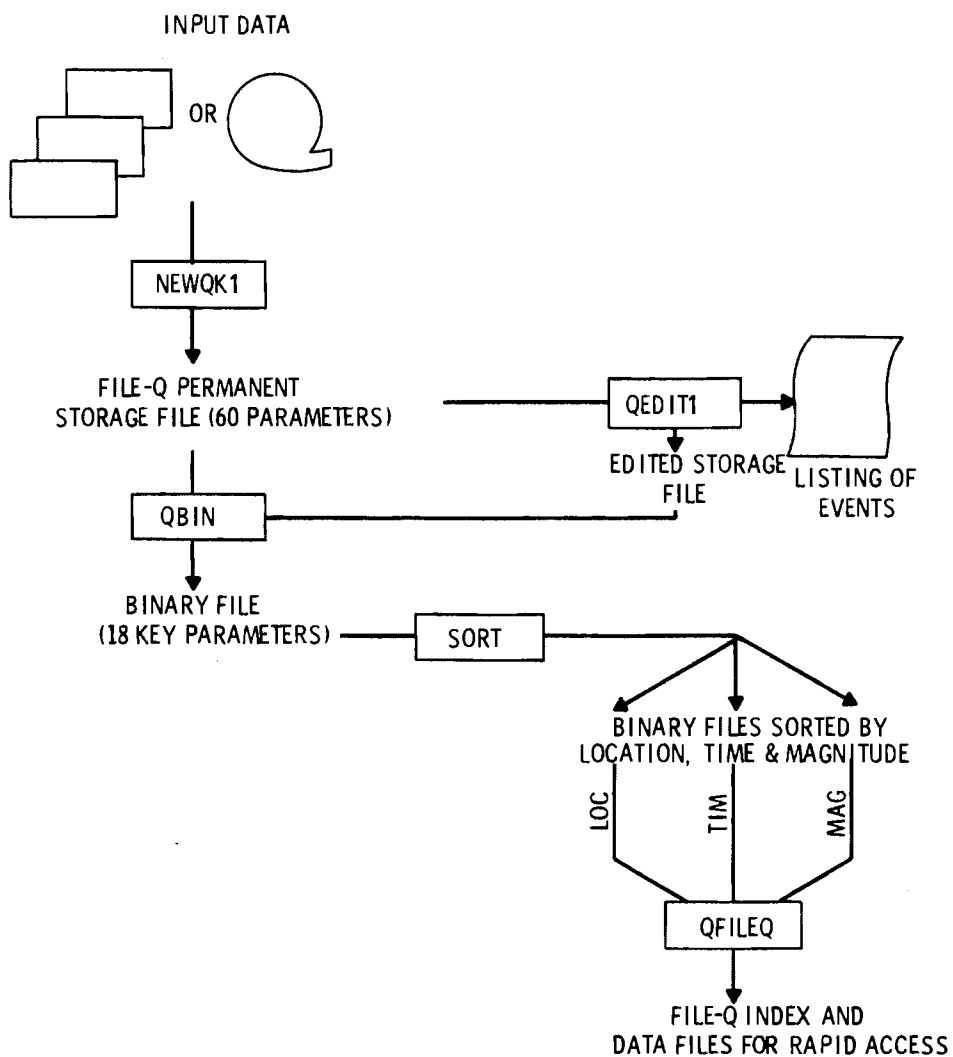 INPUT DATA
OR
NEWQK1
FILE-Q PERMANENT
STORAGE FILE (60 PARAMETERS)
QEDIT1
EDITED STORAGE
FILE
LISTING OF
EVENTS
QBIN
BINARY FILE
(18 KEY PARAMETERS)
SORT
BINARY FILES SORTED BY
LOCATION, TIME & MAGNITUDE
LOC
TIM
MAG
QFILEQ
FILE-Q INDEX AND
DATA FILES FOR RAPID ACCESS